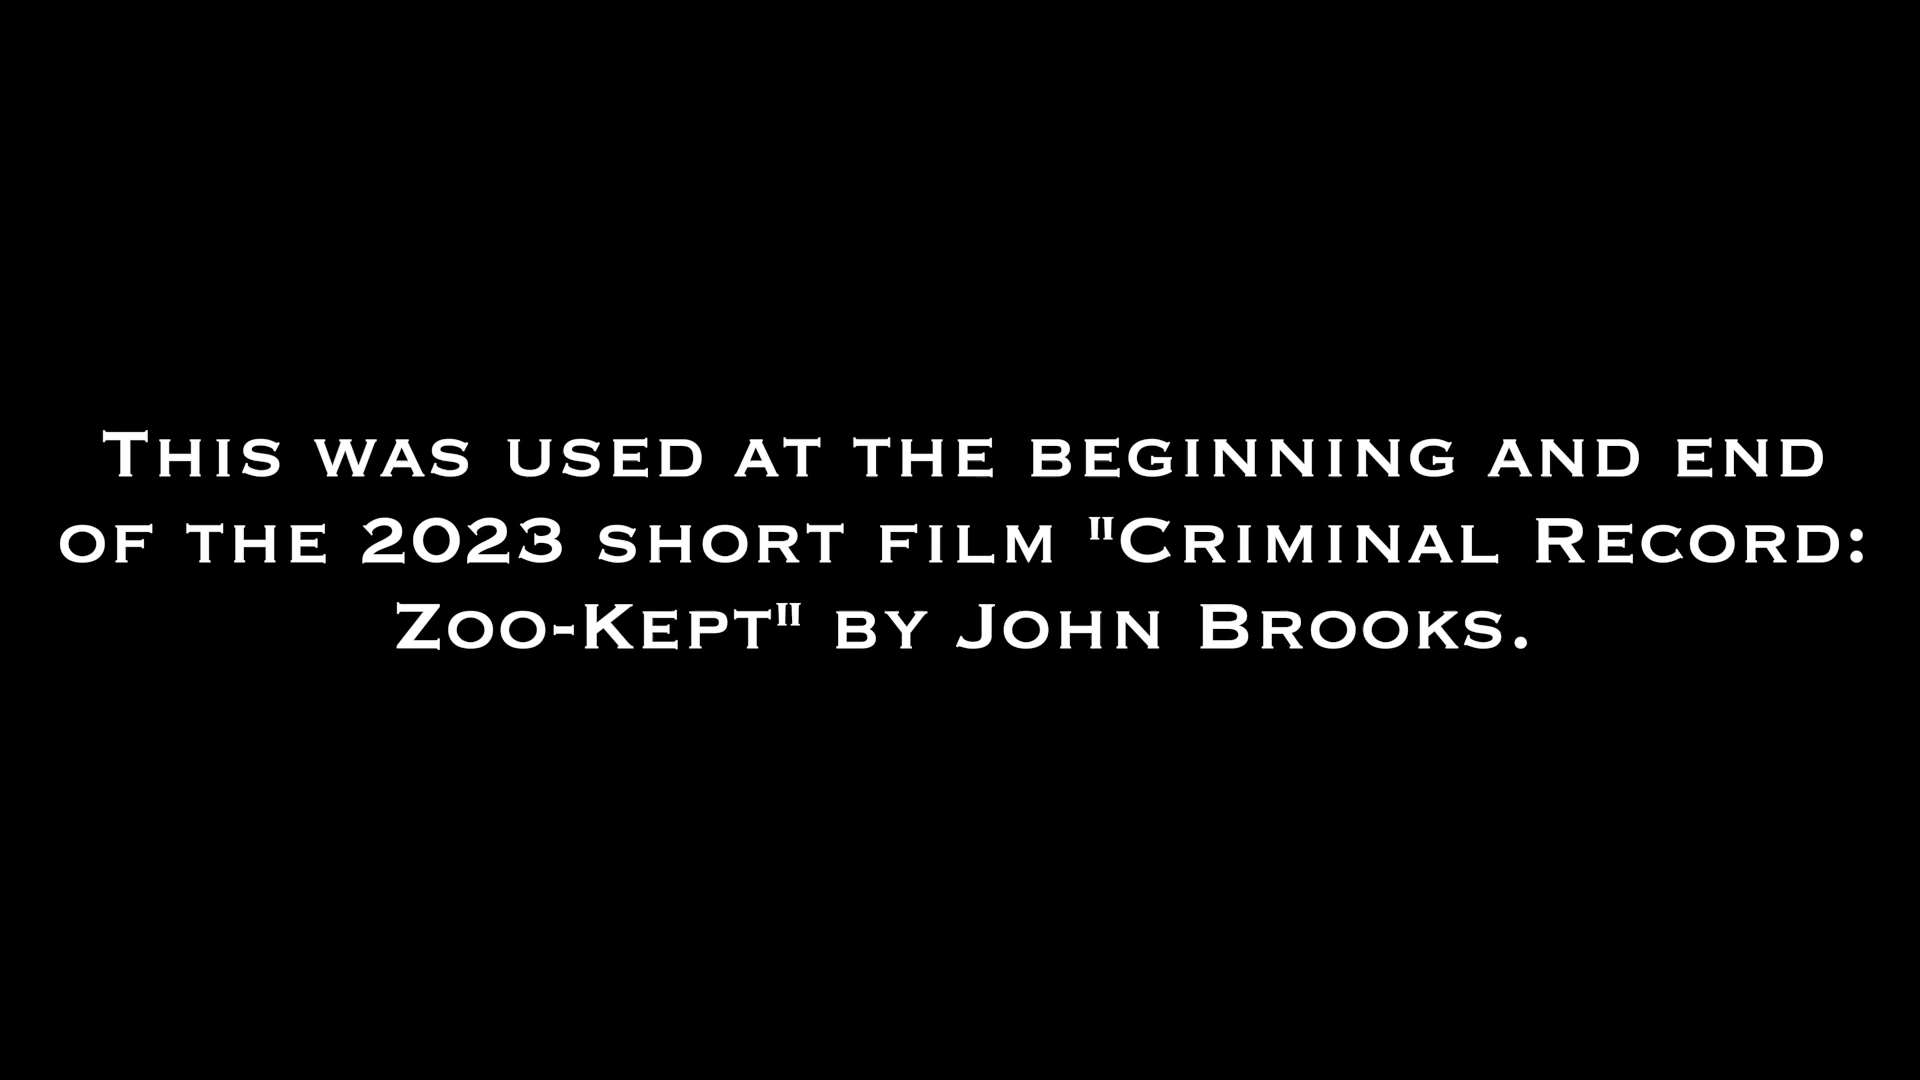 This was used at the beginning and end
of the 2023 short film "Criminal Record:
Zoo-Kept" by John Brooks.